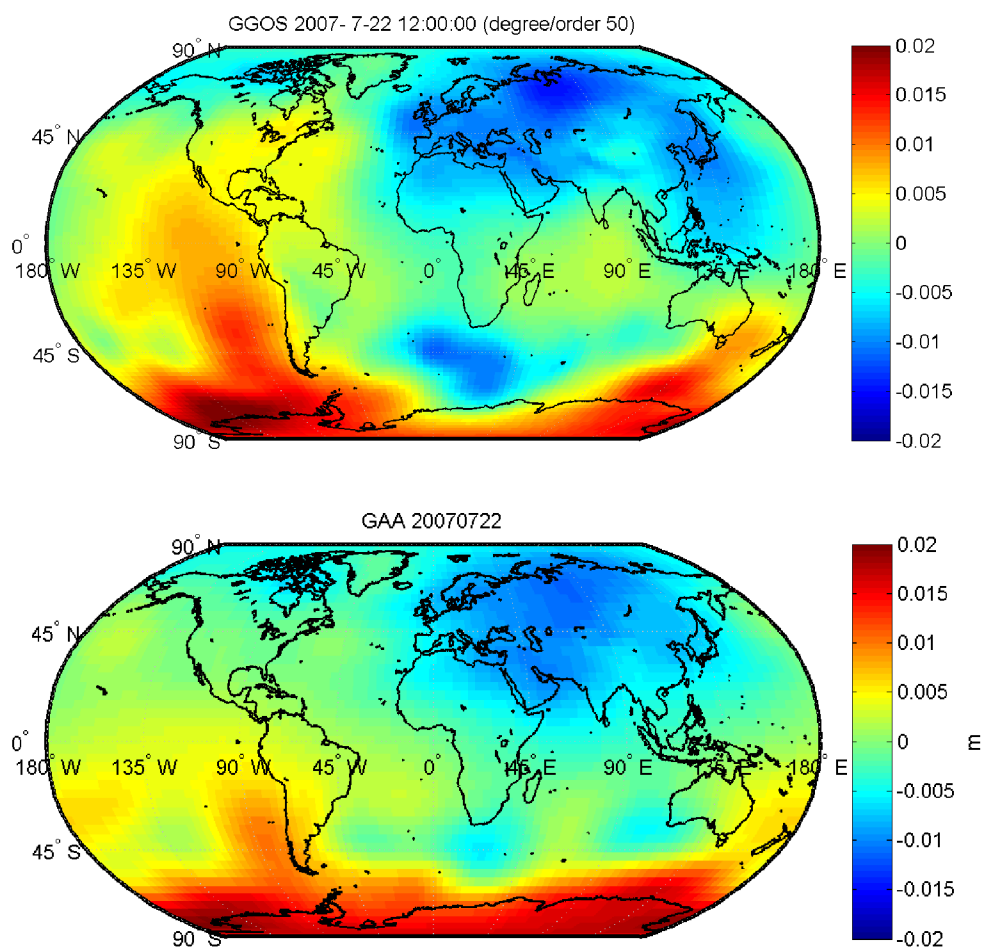 GGOS 2007- 7-22 12:00:00 (degree/order 50)
90° N
45° N
0°
180° W 135° W 90° W 45° W 0° 45° E 90° E 135° E 180° E
45° S
90° S
0.02
0.015
0.01
0.005
0
-0.005
-0.01
-0.015
-0.02
GAA 20070722
90° N
45° N
0°
180° W 135° W 90° W 45° W 0° 45° E 90° E 135° E 180° E
45° S
90° S
0.02
0.015
0.01
0.005
0
-0.005
-0.01
-0.015
-0.02
m